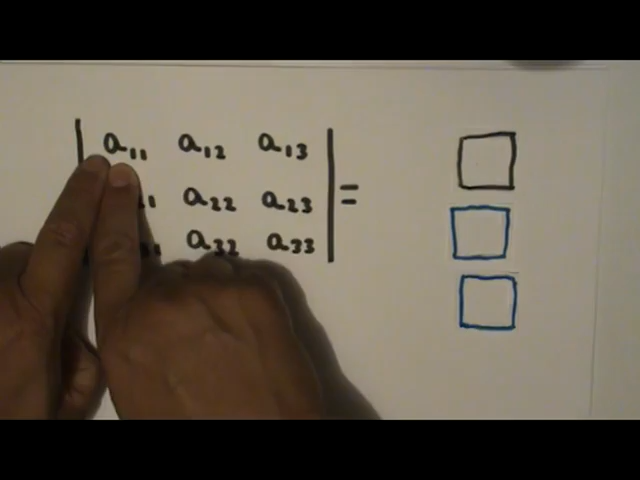 | a₁₁ a₁₂ a₁₃ | =
a₂₂ a₂₃
a₃₂ a₃₃